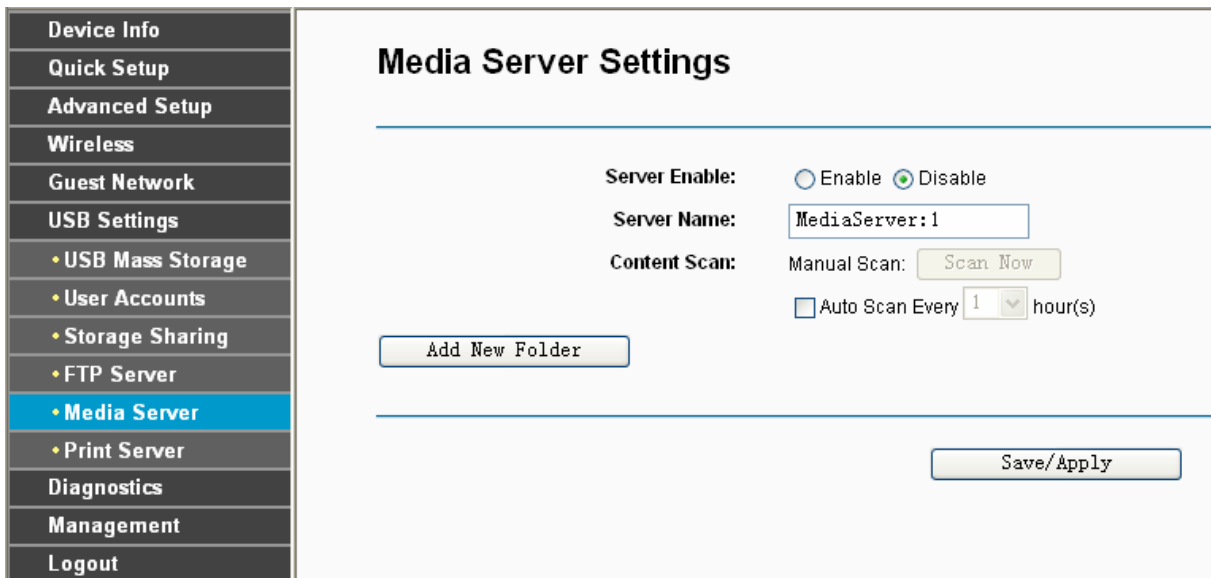 Device Info
Quick Setup
Advanced Setup
Wireless
Guest Network
USB Settings
• USB Mass Storage
• User Accounts
• Storage Sharing
• FTP Server
• Media Server
• Print Server
Diagnostics
Management
Logout
Media Server Settings
Server Enable: Enable Disable
Server Name: MediaServer:1
Content Scan: Manual Scan: Scan Now
Auto Scan Every 1 hour(s)
Add New Folder
Save/Apply